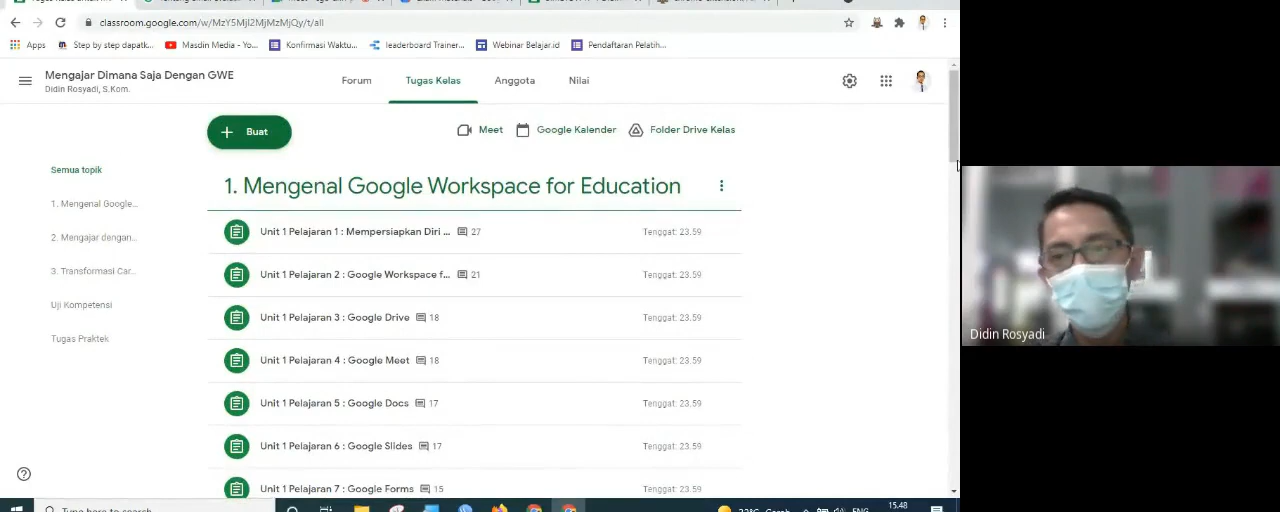 classroom.google.com/w/MzY5MjI2MjMzMjQy/t/all
Apps Step by step dapatk... Masdin Media - Yo... Konfirmasi Waktu... leaderboard Trainer... Webinar Belajar.id Pendaftaran Pelatih...
Mengajar Dimana Saja Dengan GWE
Didin Rosyadi, S.Kom.
Forum Tugas Kelas Anggota Nilai
+ Buat
Meet Google Kalender Folder Drive Kelas
Semua topik
1. Mengenal Google...
2. Mengajar dengan...
3. Transformasi Car...
Uji Kompetensi
Tugas Praktek
1. Mengenal Google Workspace for Education
Unit 1 Pelajaran 1 : Mempersiapkan Diri ... 27 Tenggat: 23.59
Unit 1 Pelajaran 2 : Google Workspace f... 21 Tenggat: 23.59
Unit 1 Pelajaran 3 : Google Drive 18 Tenggat: 23.59
Unit 1 Pelajaran 4 : Google Meet 18 Tenggat: 23.59
Unit 1 Pelajaran 5 : Google Docs 17 Tenggat: 23.59
Unit 1 Pelajaran 6 : Google Slides 17 Tenggat: 23.59
Unit 1 Pelajaran 7 : Google Forms 15 Tenggat: 23.59
Didin Rosyadi
Type here to search
ENG
15.48